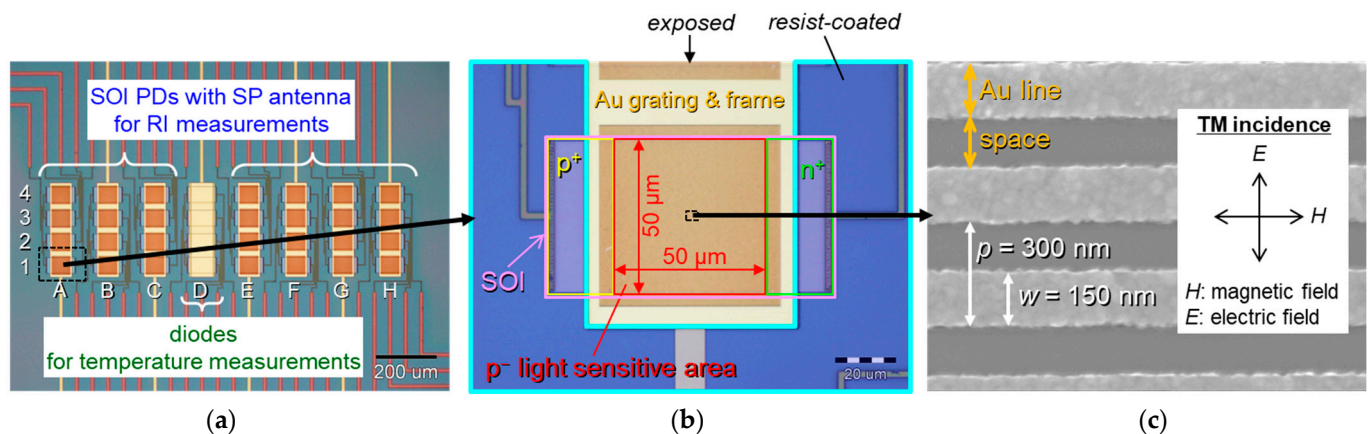 SOI PDs with SP antenna
for RI measurements
4
3
2
1
A B C D E F G H
diodes
for temperature measurements
200 um
(a)
exposed
resist-coated
Au grating & frame
p⁺
n⁺
50 µm
50 µm
SOI
p⁻ light sensitive area
20 um
(b)
Au line
space
p = 300 nm
w = 150 nm
TM incidence
E
H
H: magnetic field
E: electric field
(c)